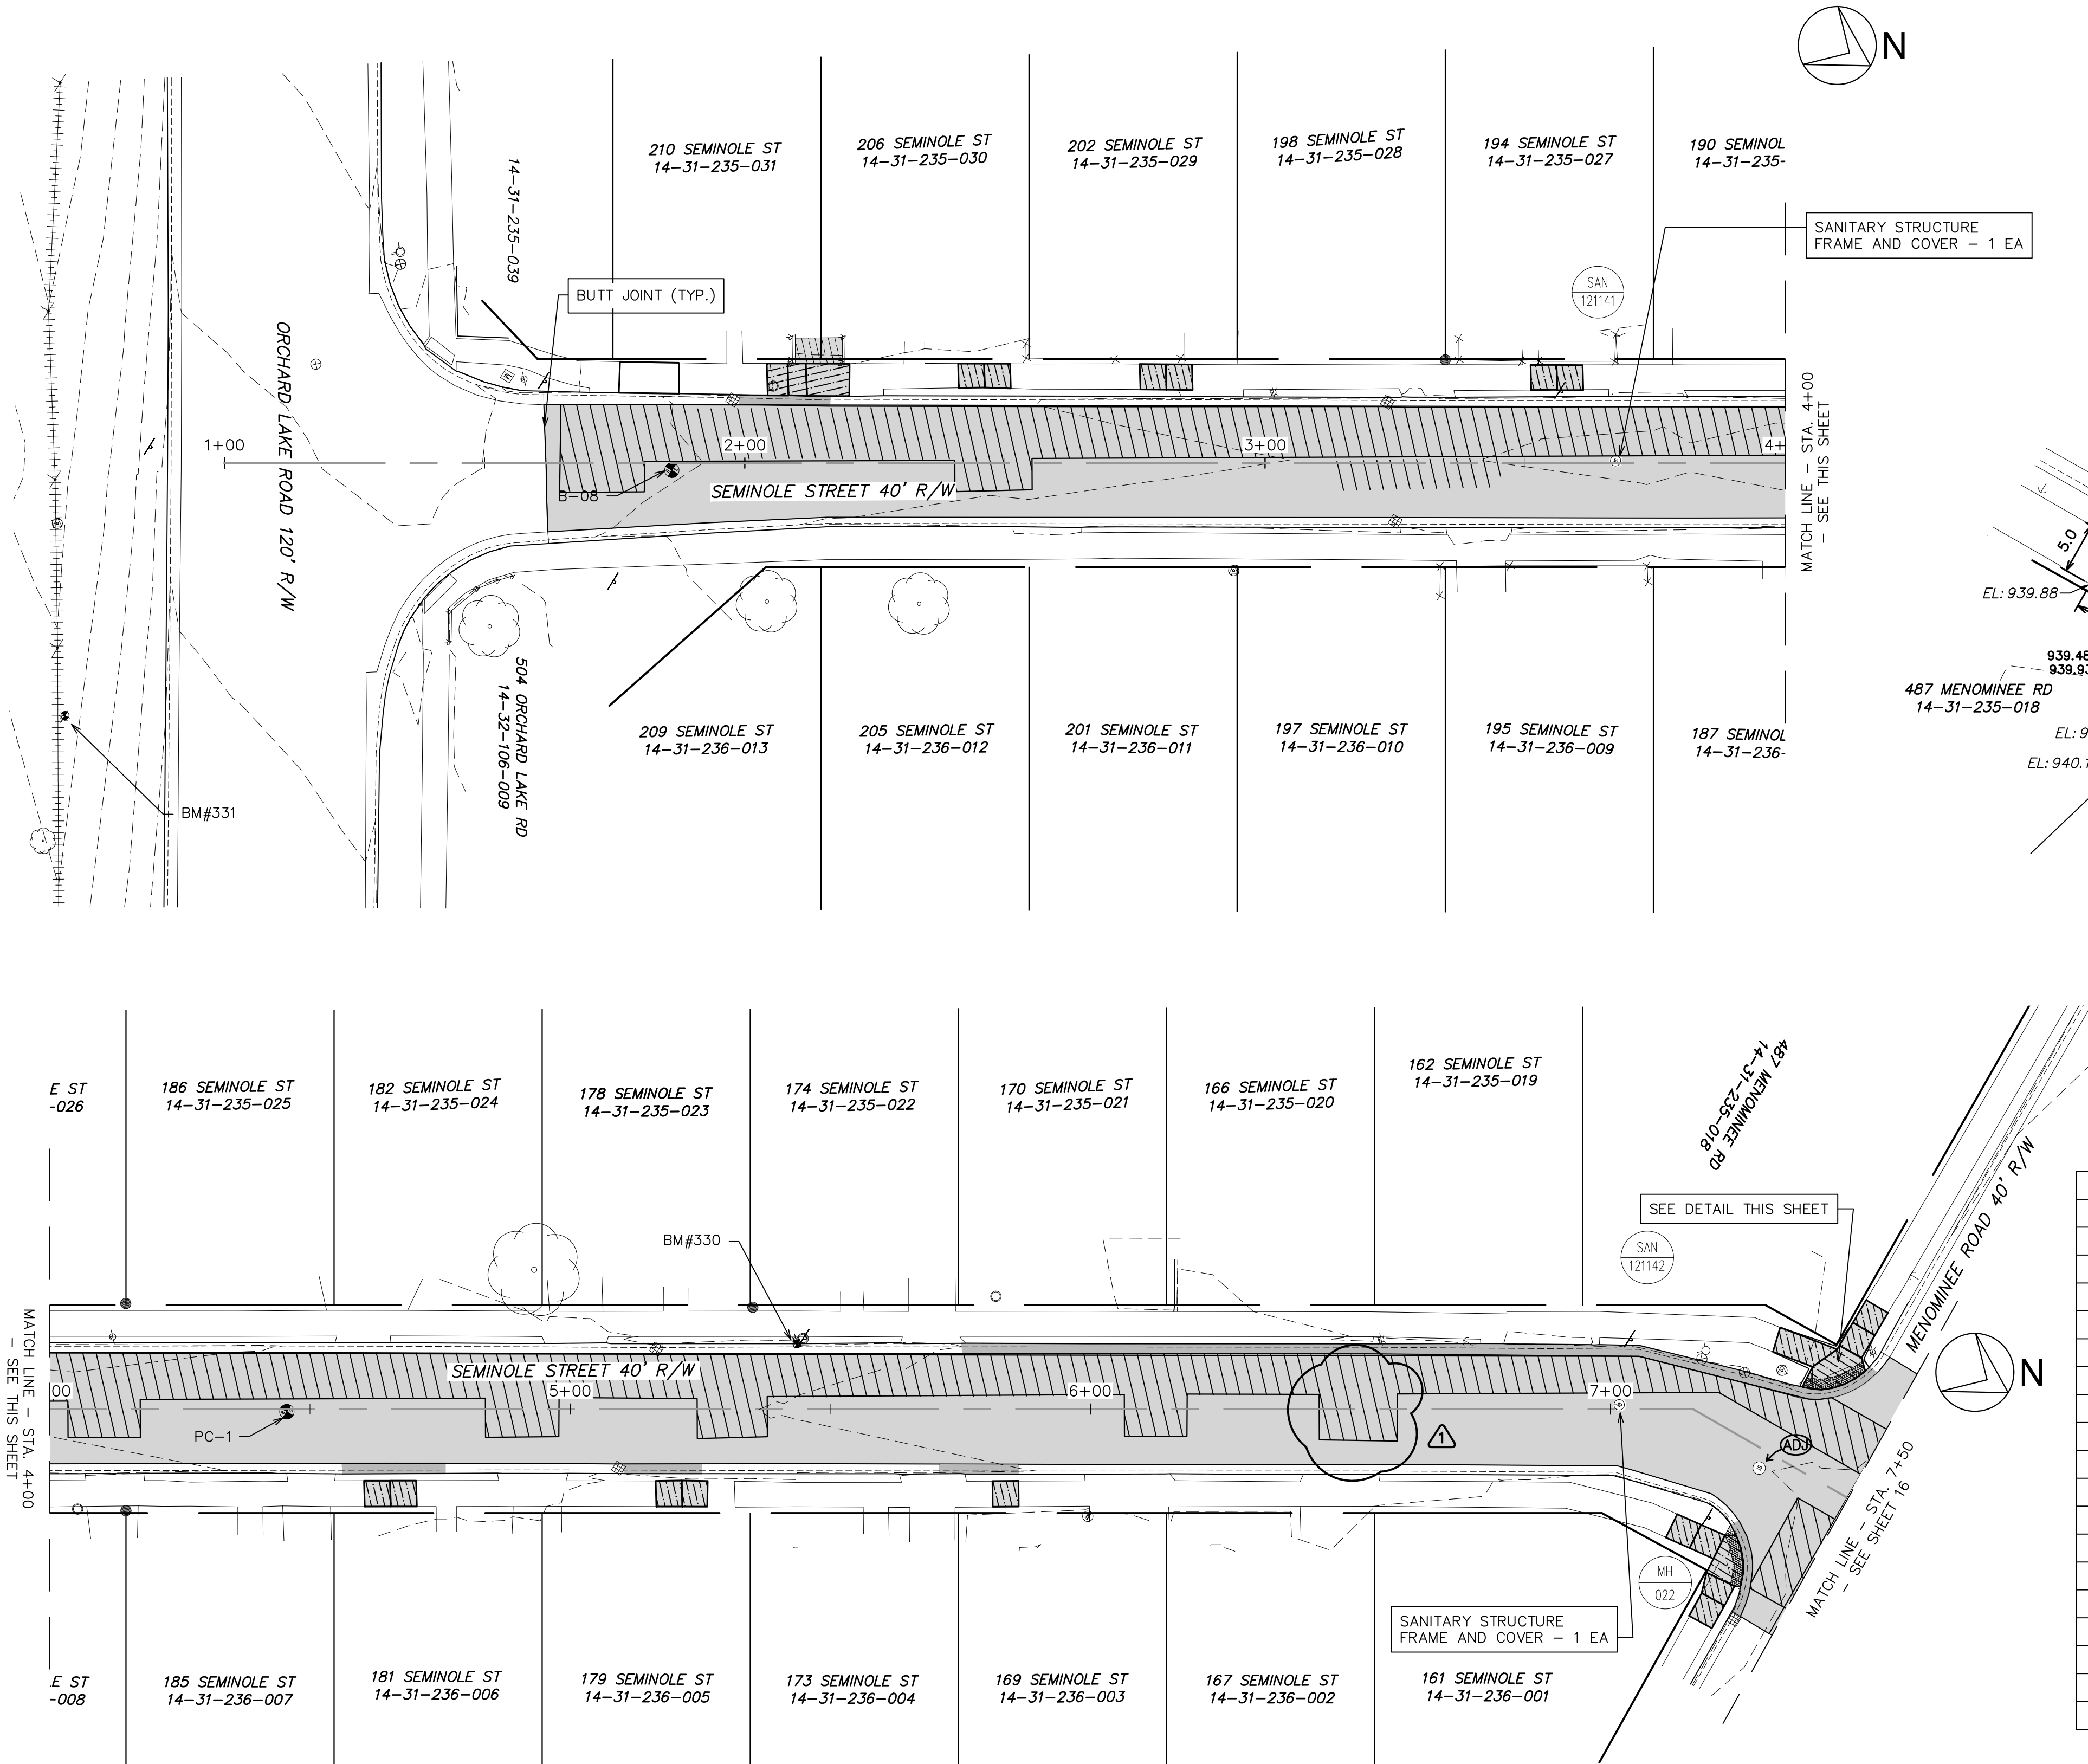 N
210 SEMINOLE ST
14-31-235-031
206 SEMINOLE ST
14-31-235-030
202 SEMINOLE ST
14-31-235-029
198 SEMINOLE ST
14-31-235-028
194 SEMINOLE ST
14-31-235-027
190 SEMINOL
14-31-235-
14-31-235-039
SANITARY STRUCTURE
FRAME AND COVER - 1 EA
SAN
121141
BUTT JOINT (TYP.)
ORCHARD LAKE ROAD 120' R/W
M
1+00
2+00
3+00
4+
B-08
SEMINOLE STREET 40' R/W
MATCH LINE - STA. 4+00
- SEE THIS SHEET
5.0
EL: 939.88
939.48
939.93
487 MENOMINEE RD
14-31-235-018
EL: 9
EL: 940.1
504 ORCHARD LAKE RD
14-32-106-009
209 SEMINOLE ST
14-31-236-013
205 SEMINOLE ST
14-31-236-012
201 SEMINOLE ST
14-31-236-011
197 SEMINOLE ST
14-31-236-010
195 SEMINOLE ST
14-31-236-009
187 SEMINOL
14-31-236-
BM#331
E ST
-026
186 SEMINOLE ST
14-31-235-025
182 SEMINOLE ST
14-31-235-024
178 SEMINOLE ST
14-31-235-023
174 SEMINOLE ST
14-31-235-022
170 SEMINOLE ST
14-31-235-021
166 SEMINOLE ST
14-31-235-020
162 SEMINOLE ST
14-31-235-019
487 MENOMINEE RD
14-31-235-018
MENOMINEE ROAD 40' R/W
SEE DETAIL THIS SHEET
BM#330
SAN
121142
N
MATCH LINE - STA. 4+00
- SEE THIS SHEET
SEMINOLE STREET 40' R/W
00
5+00
6+00
7+00
PC-1
1
ADJ
MATCH LINE - STA. 7+50
- SEE SHEET 16
MH
022
SANITARY STRUCTURE
FRAME AND COVER - 1 EA
E ST
-008
185 SEMINOLE ST
14-31-236-007
181 SEMINOLE ST
14-31-236-006
179 SEMINOLE ST
14-31-236-005
173 SEMINOLE ST
14-31-236-004
169 SEMINOLE ST
14-31-236-003
167 SEMINOLE ST
14-31-236-002
161 SEMINOLE ST
14-31-236-001